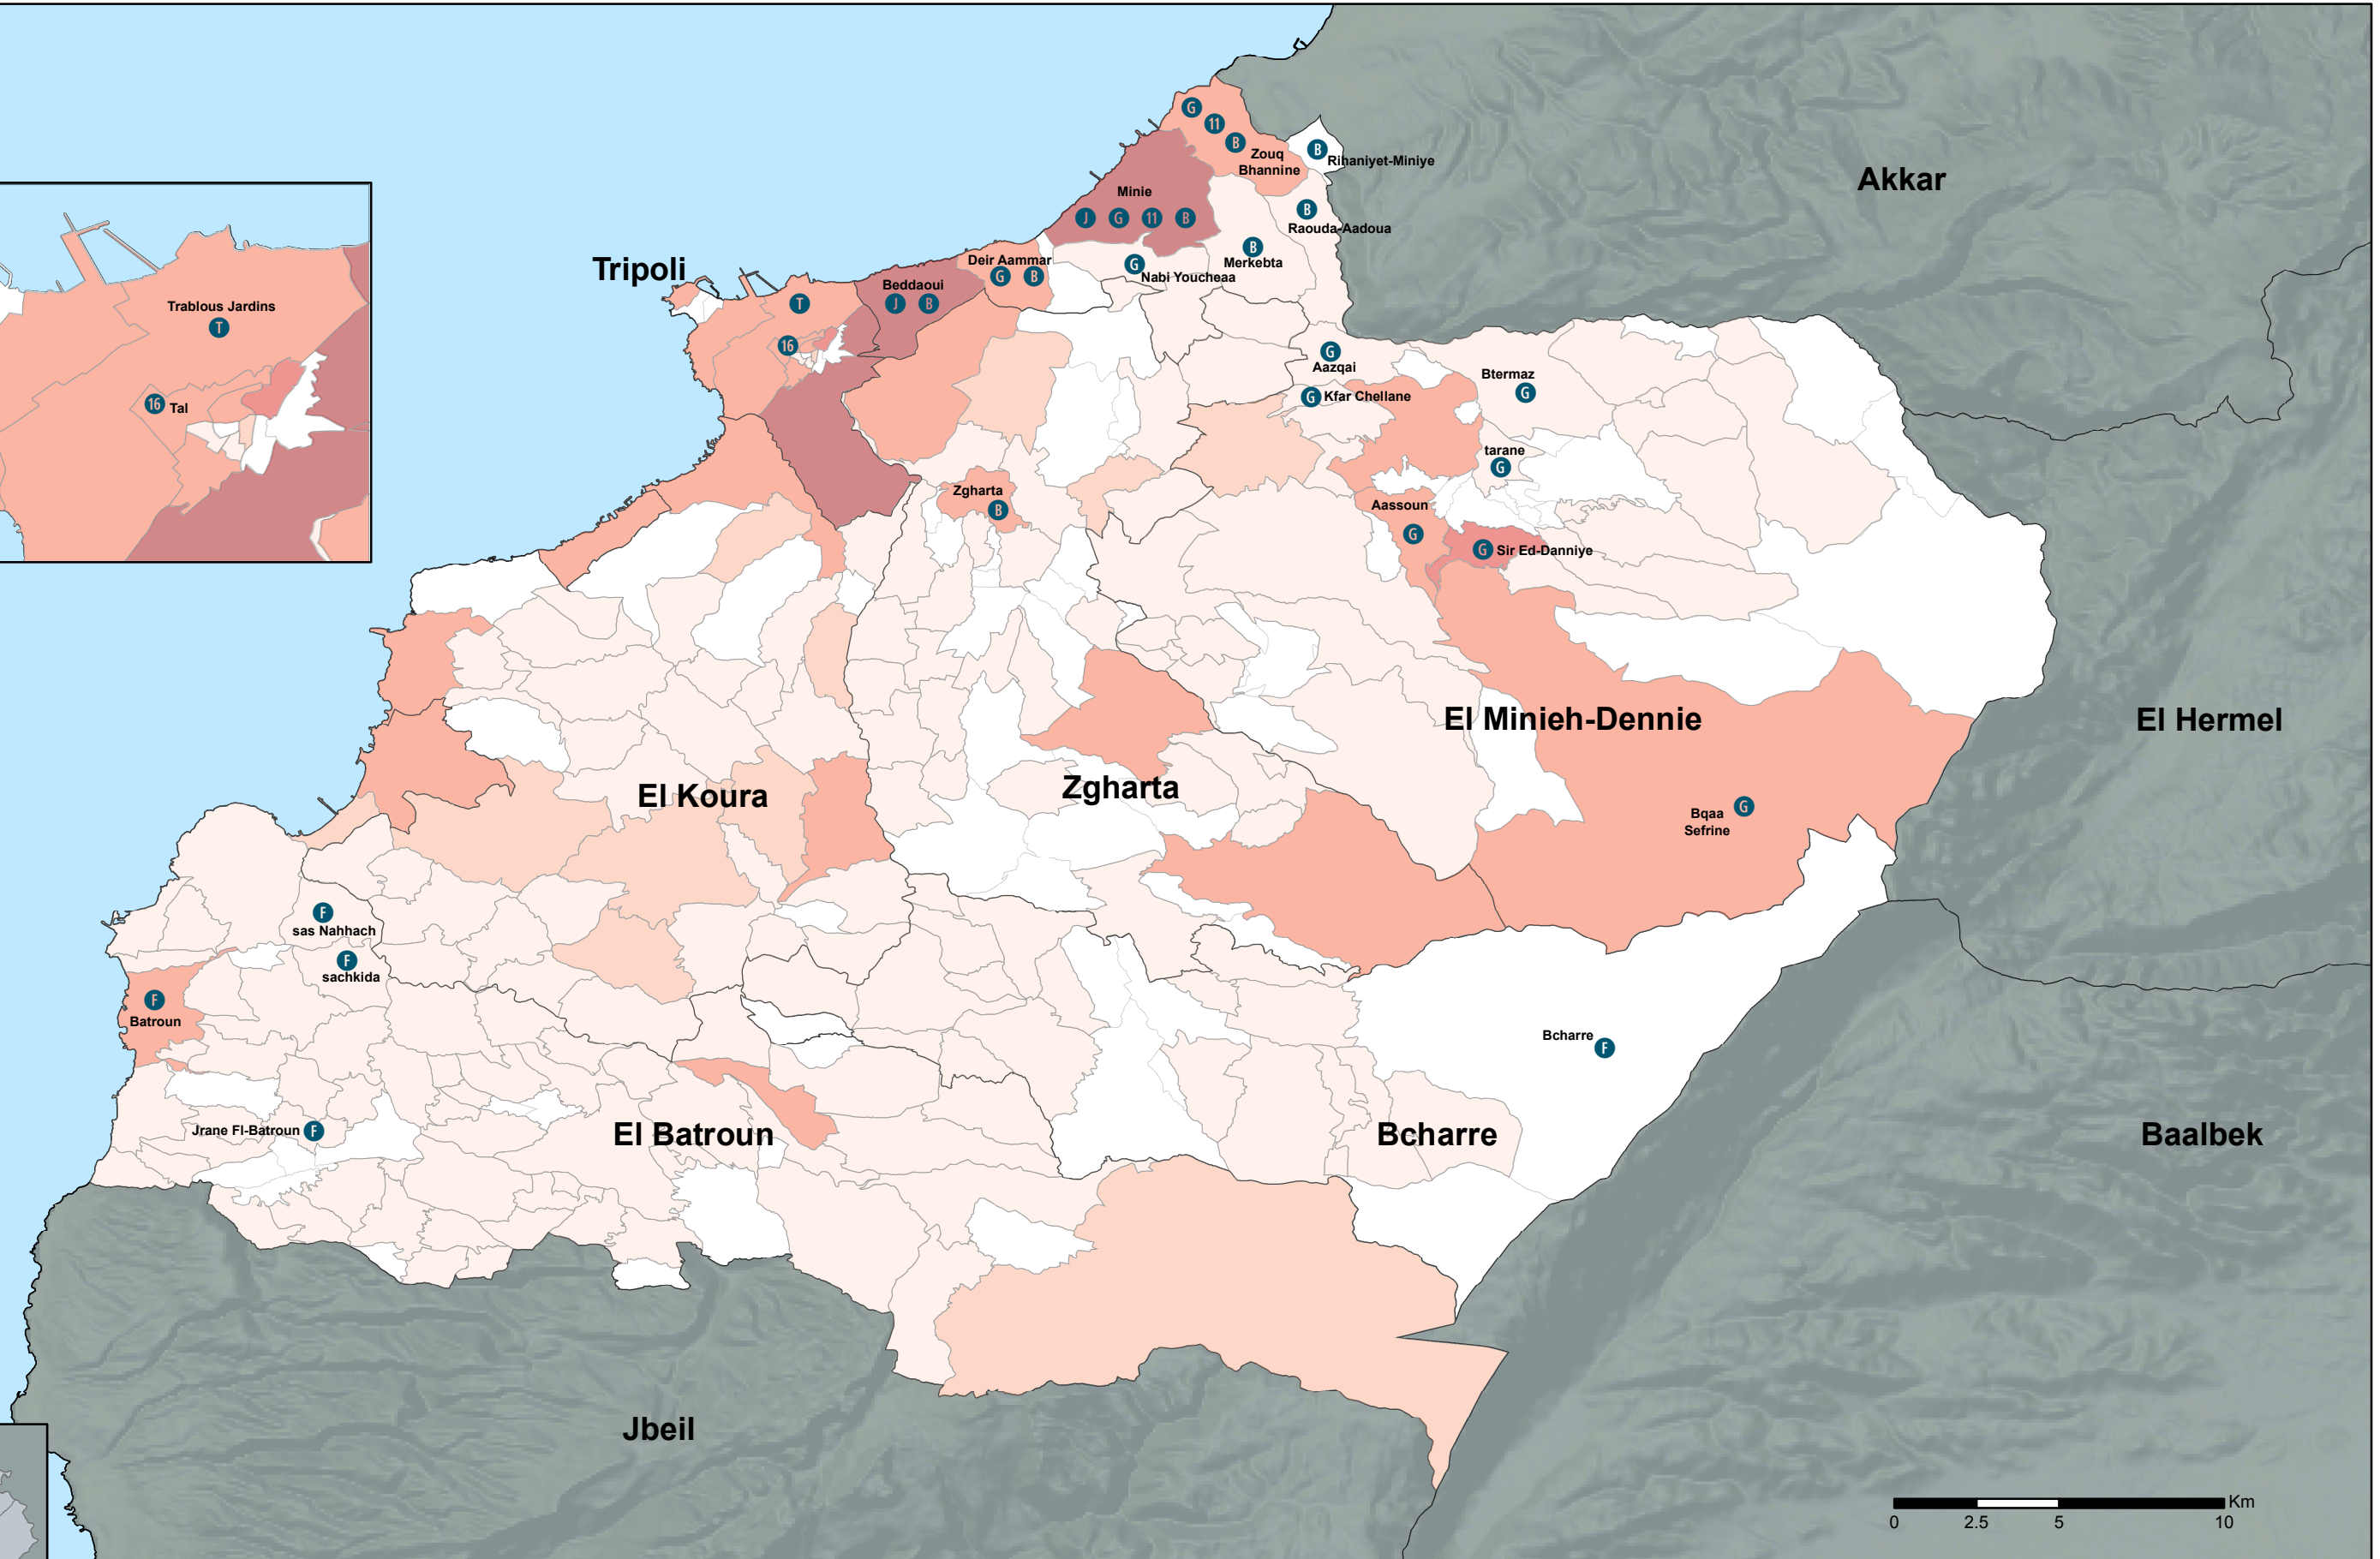 G
11
B
Zouq
Bhannine
B
Rihaniyet-Miniye
Akkar
Minie
J G 11 B
B
Raouda-Aadoua
B
Merkebta
G
Nabi Youcheaa
Deir Aammar
G B
Tripoli
Beddaoui
J B
T
16
Trablous Jardins
T
16 Tal
G
Aazqai
G Kfar Chellane
Btermaz
G
tarane
G
Zgharta
B
Aassoun
G
G Sir Ed-Danniye
El Minieh-Dennie
El Hermel
El Koura
Zgharta
Bqaa
Sefrine
G
F
sas Nahhach
F
sachkida
F
Batroun
Bcharre
F
Jrane Fl-Batroun F
El Batroun
Bcharre
Baalbek
Jbeil
Km
0 2.5 5 10